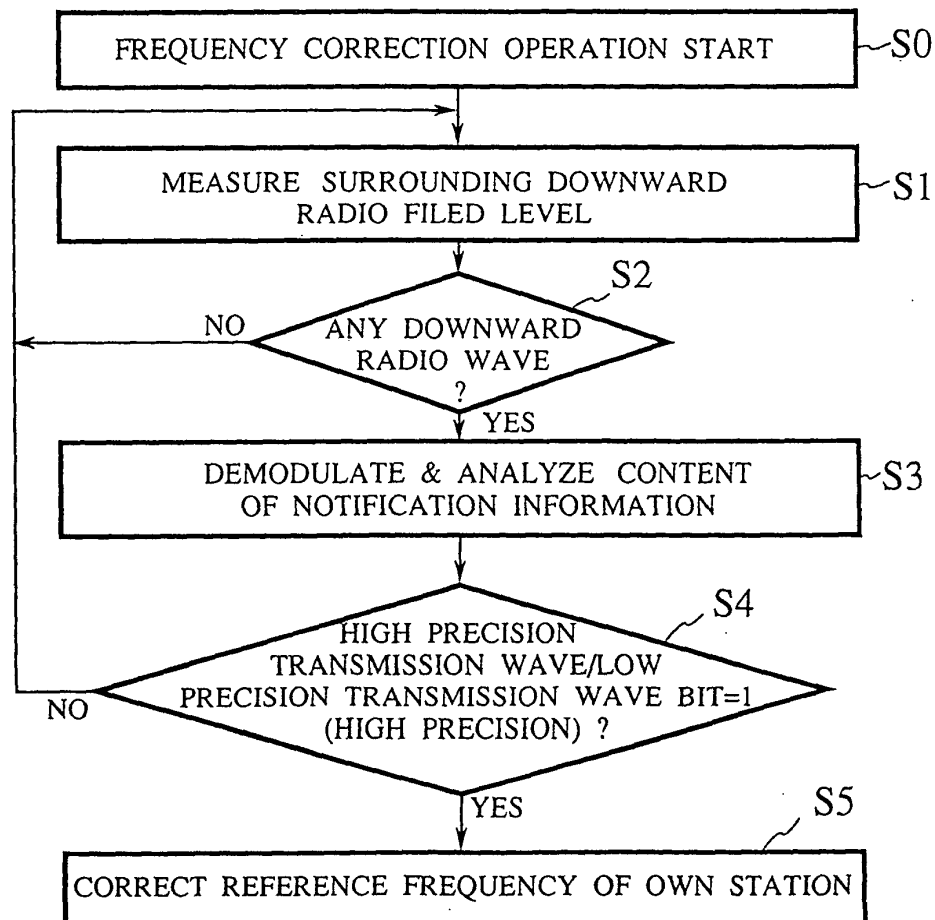 FREQUENCY CORRECTION OPERATION START
S0
MEASURE SURROUNDING DOWNWARD
RADIO FILED LEVEL
S1
S2
NO
ANY DOWNWARD
RADIO WAVE
?
YES
DEMODULATE & ANALYZE CONTENT
OF NOTIFICATION INFORMATION
S3
S4
HIGH PRECISION
TRANSMISSION WAVE/LOW
PRECISION TRANSMISSION WAVE BIT=1
(HIGH PRECISION) ?
NO
YES
S5
CORRECT REFERENCE FREQUENCY OF OWN STATION